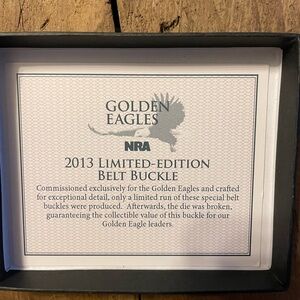 GOLDEN
EAGLES
NRA
2013 LIMITED-EDITION
BELT BUCKLE
Commissioned exclusively for the Golden Eagles and crafted
for exceptional detail, only a limited run of these special belt
buckles were produced. Afterwards, the die was broken,
guaranteeing the collectible value of this buckle for our
Golden Eagle leaders.